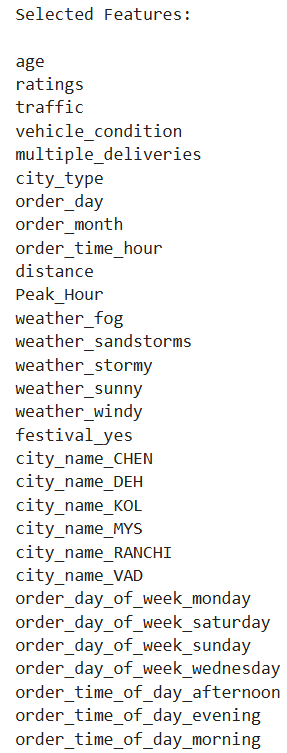 Selected Features:
age
ratings
traffic
vehicle_condition
multiple_deliveries
city_type
order_day
order_month
order_time_hour
distance
Peak_Hour
weather_fog
weather_sandstorms
weather_stormy
weather_sunny
weather_windy
festival_yes
city_name_CHEN
city_name_DEH
city_name_KOL
city_name_MYS
city_name_RANCHI
city_name_VAD
order_day_of_week_monday
order_day_of_week_saturday
order_day_of_week_sunday
order_day_of_week_wednesday
order_time_of_day_afternoon
order_time_of_day_evening
order_time_of_day_morning